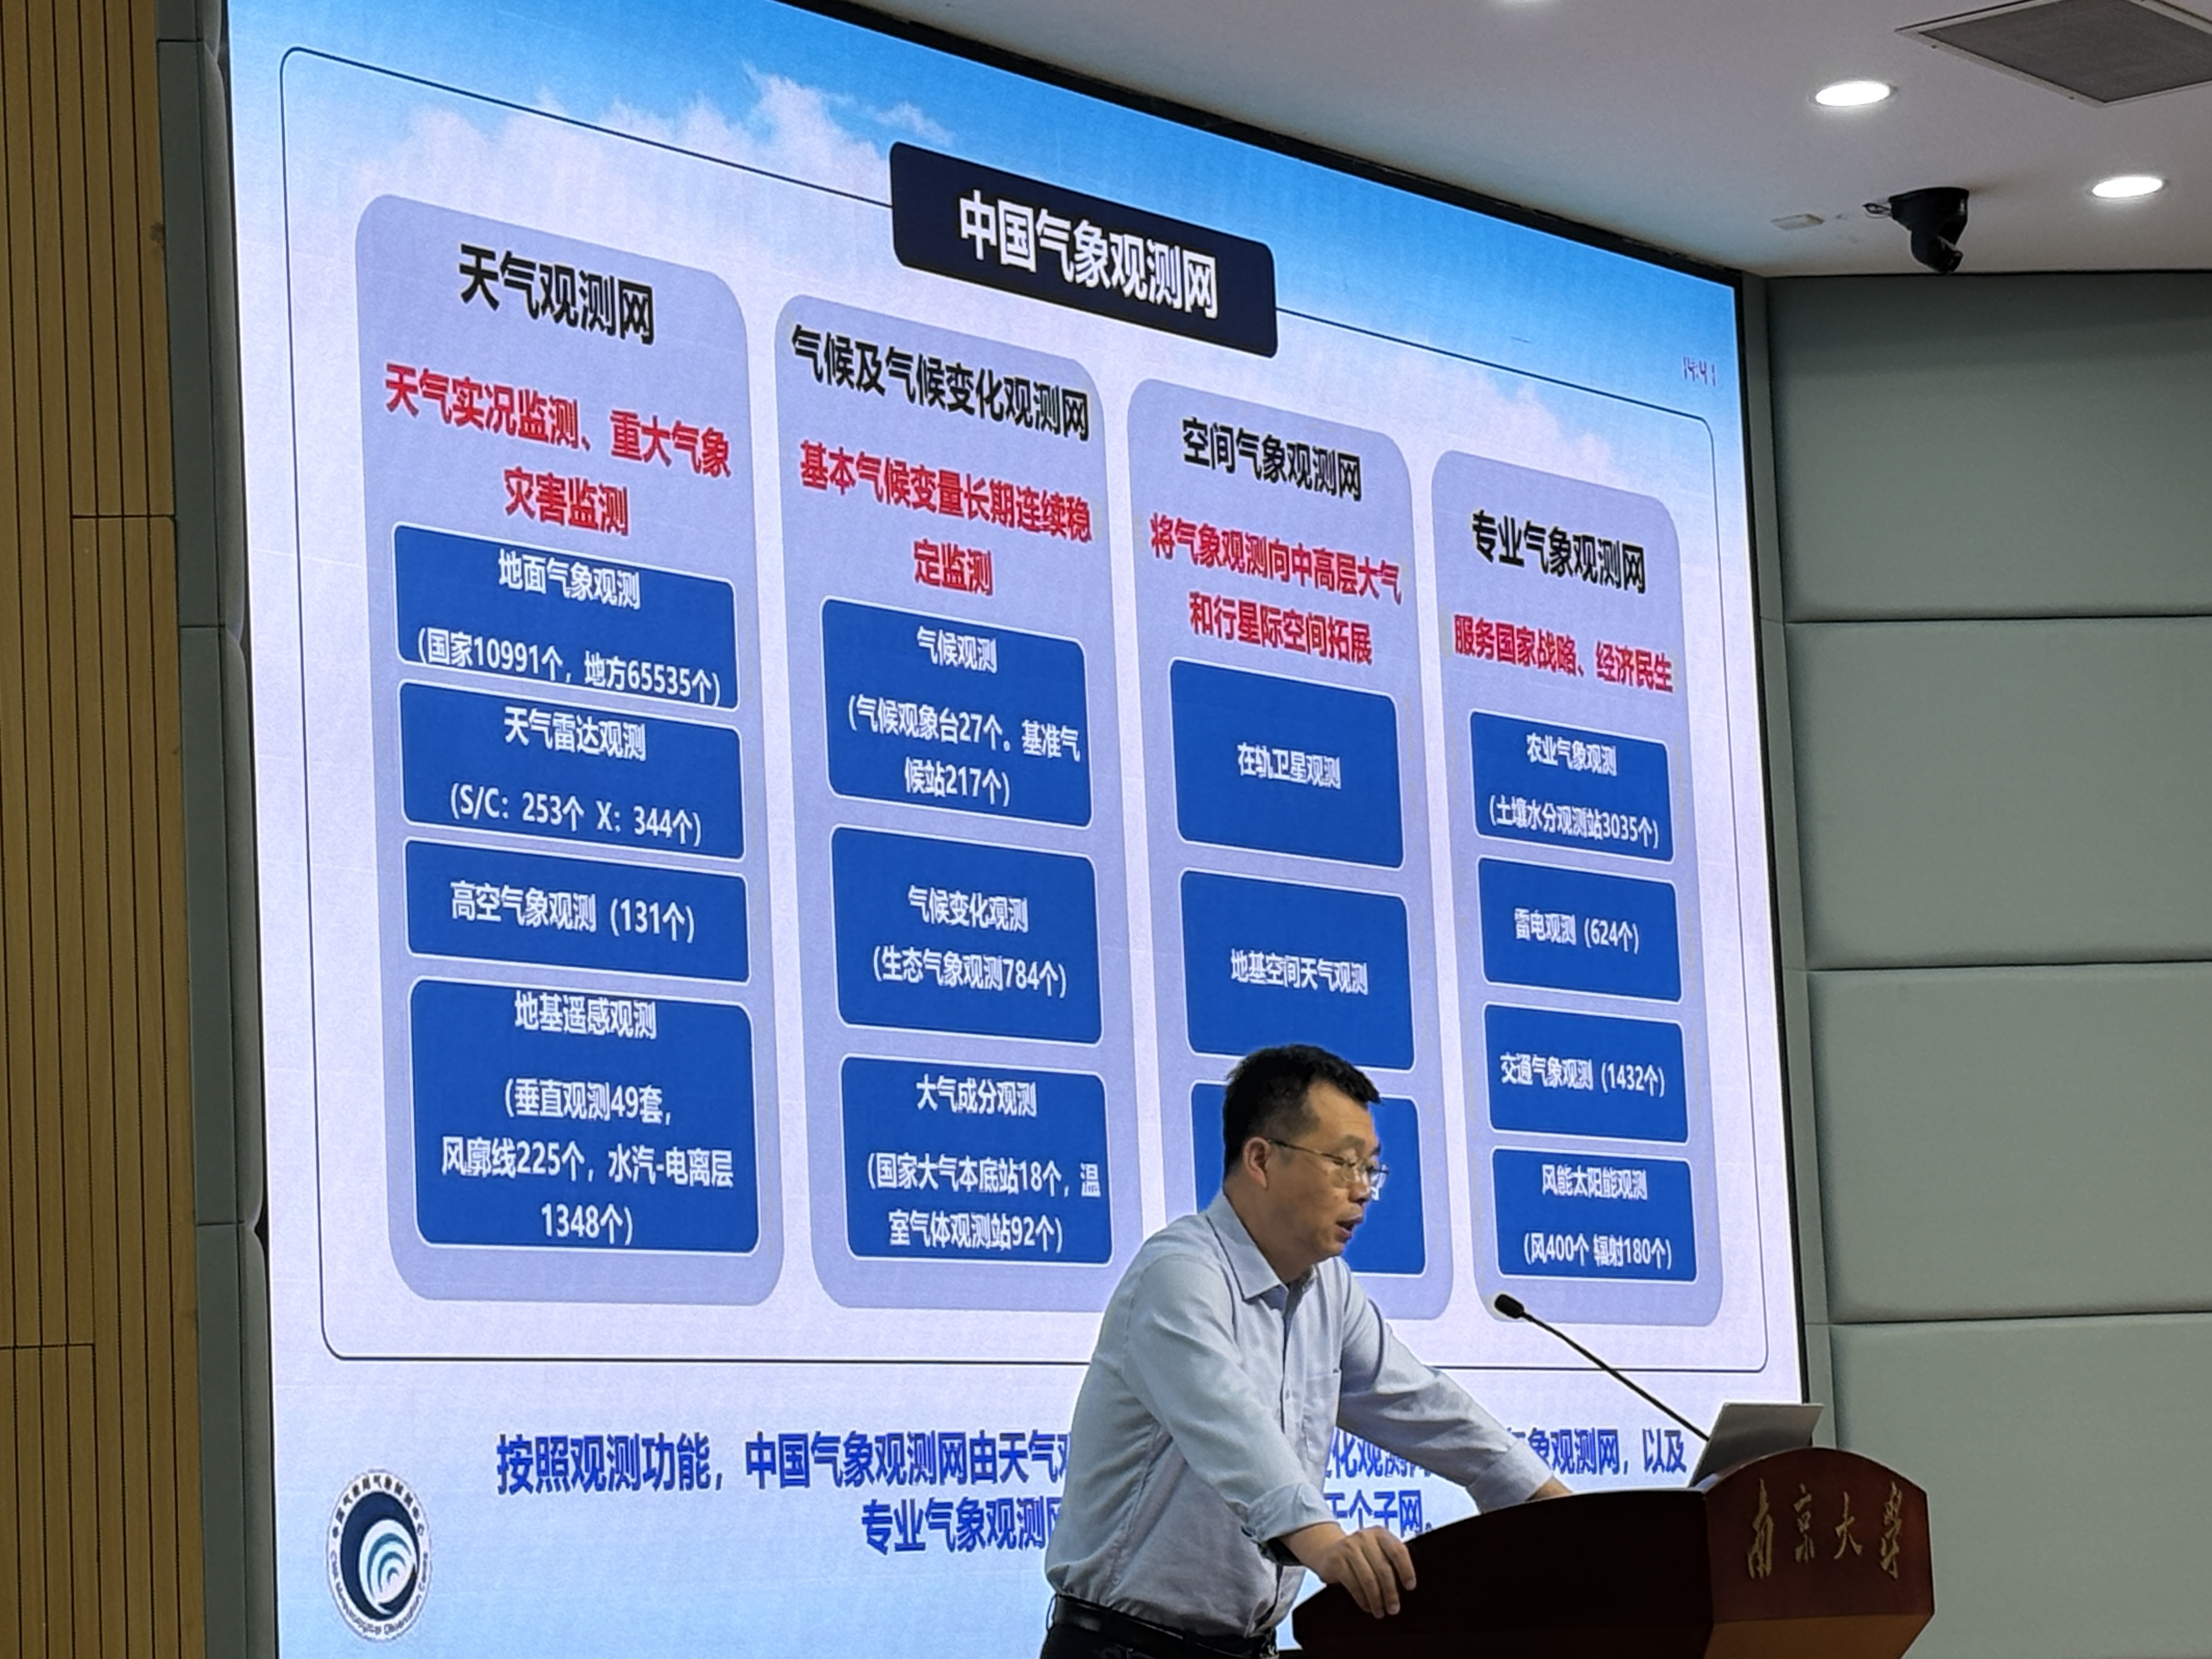 中国气象观测网
14:41
天气观测网
天气实况监测、重大气象
灾害监测
地面气象观测
(国家10991个，地方65535个)
天气雷达观测
(S/C：253个 X：344个)
高空气象观测（131个）
地基遥感观测
(垂直观测49套，
风廓线225个，水汽-电离层
1348个)
气候及气候变化观测网
基本气候变量长期连续稳
定监测
气候观测
(气候观象台27个。基准气
候站217个)
气候变化观测
(生态气象观测784个)
大气成分观测
(国家大气本底站18个，温
室气体观测站92个)
空间气象观测网
将气象观测向中高层大气
和行星际空间拓展
在轨卫星观测
地基空间天气观测
专业气象观测网
服务国家战略、经济民生
农业气象观测
(土壤水分观测站3035个)
雷电观测（624个）
交通气象观测（1432个）
风能太阳能观测
(风400个 辐射180个)
按照观测功能，中国气象观测网由天气 化观测 象观测网，以及
专业气象观测 个子网。
南京大学